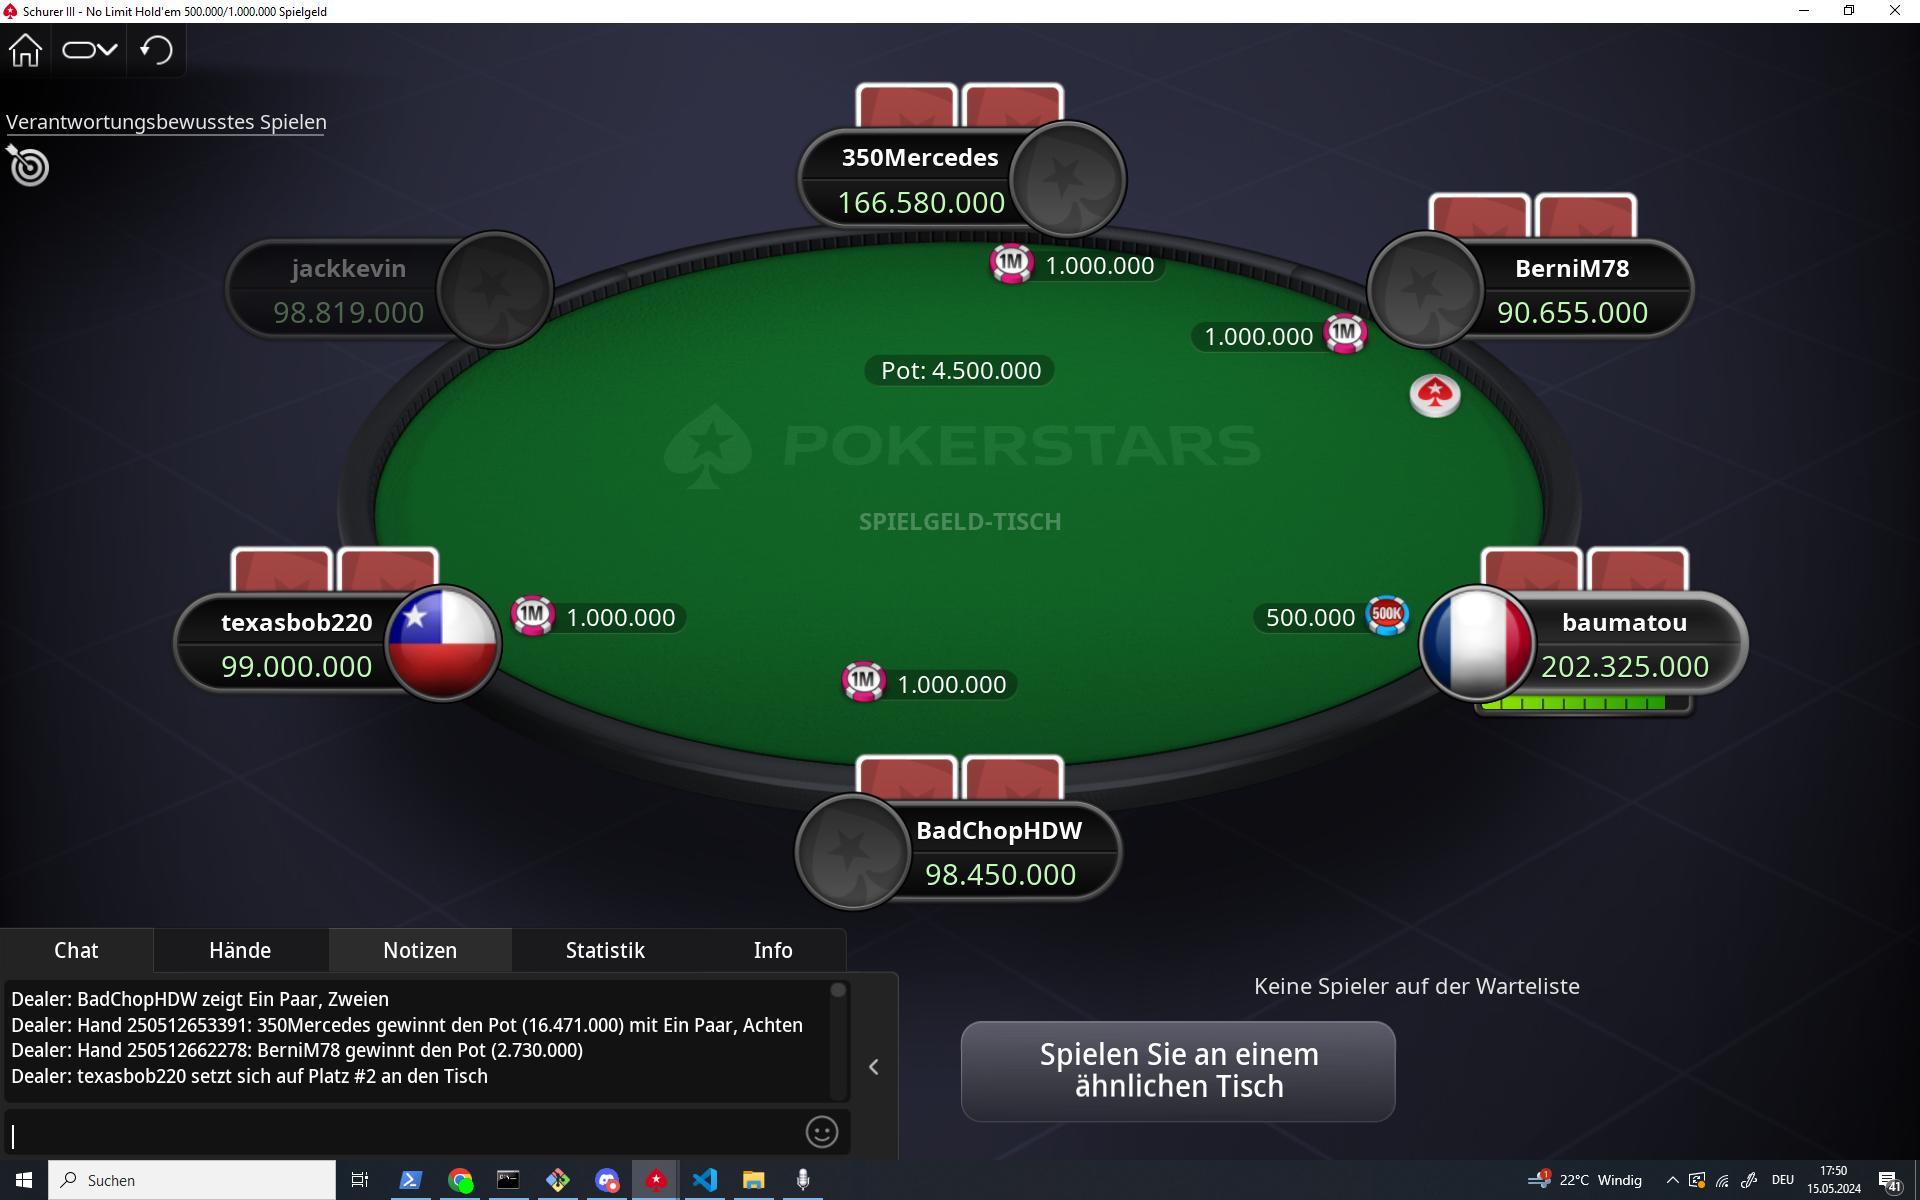 Schurer III - No Limit Hold'em 500.000/1.000.000 Spielgeld
Verantwortungsbewusstes Spielen
350Mercedes
166.580.000
jackkevin
98.819.000
BerniM78
90.655.000
1M 1.000.000
1.000.000 1M
Pot: 4.500.000
POKERSTARS
SPIELGELD-TISCH
texasbob220
99.000.000
1M 1.000.000
500.000 500K
baumatou
202.325.000
1M 1.000.000
BadChopHDW
98.450.000
Chat Hände Notizen Statistik Info
Dealer: BadChopHDW zeigt Ein Paar, Zweien
Dealer: Hand 250512653391: 350Mercedes gewinnt den Pot (16.471.000) mit Ein Paar, Achten
Dealer: Hand 250512662278: BerniM78 gewinnt den Pot (2.730.000)
Dealer: texasbob220 setzt sich auf Platz #2 an den Tisch
Keine Spieler auf der Warteliste
Spielen Sie an einem
ähnlichen Tisch
Suchen
1
22°C Windig
DEU
17:50
15.05.2024
41